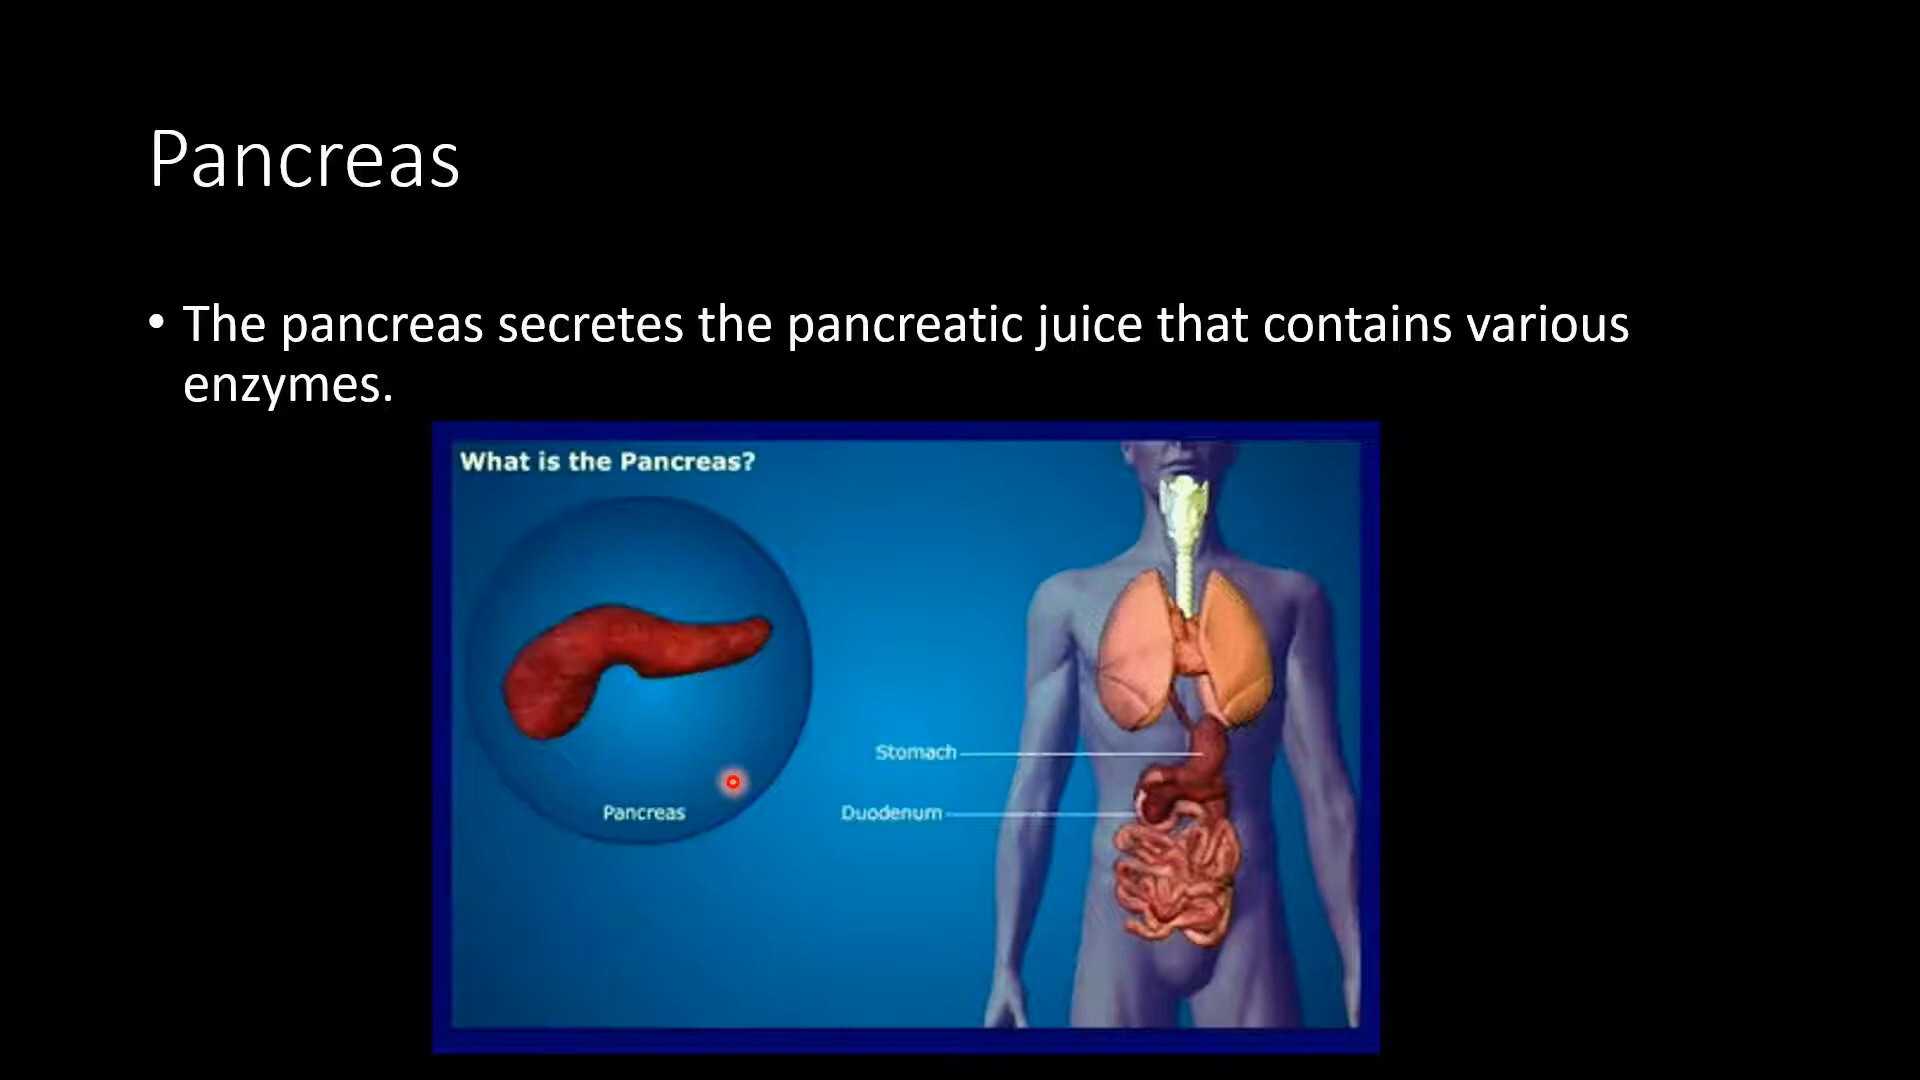 Pancreas
• The pancreas secretes the pancreatic juice that contains various
enzymes.
What is the Pancreas?
Stomach
Duodenum
Pancreas